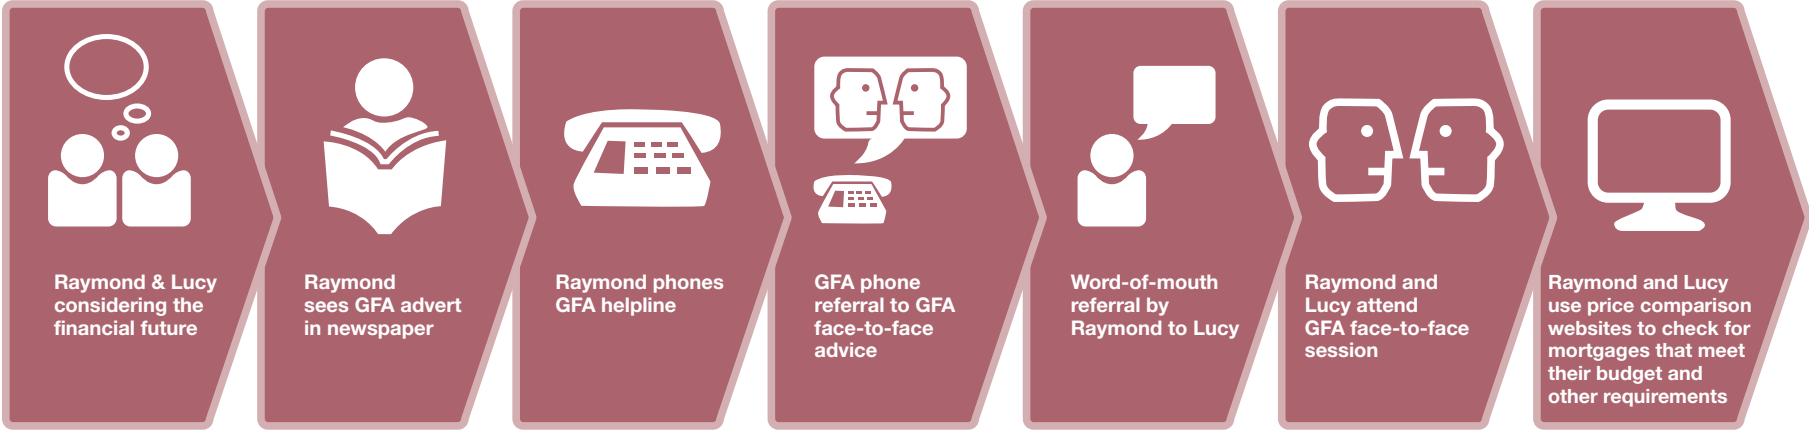 Raymond & Lucy
considering the
financial future
Raymond
sees GFA advert
in newspaper
Raymond phones
GFA helpline
GFA phone
referral to GFA
face-to-face
advice
Word-of-mouth
referral by
Raymond to Lucy
Raymond and
Lucy attend
GFA face-to-face
session
Raymond and Lucy
use price comparison
websites to check for
mortgages that meet
their budget and
other requirements